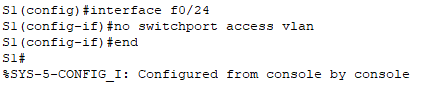 S1(config)#interface f0/24
S1(config-if)#no switchport access vlan
S1(config-if)#end
S1#
%SYS-5-CONFIG_I: Configured from console by console